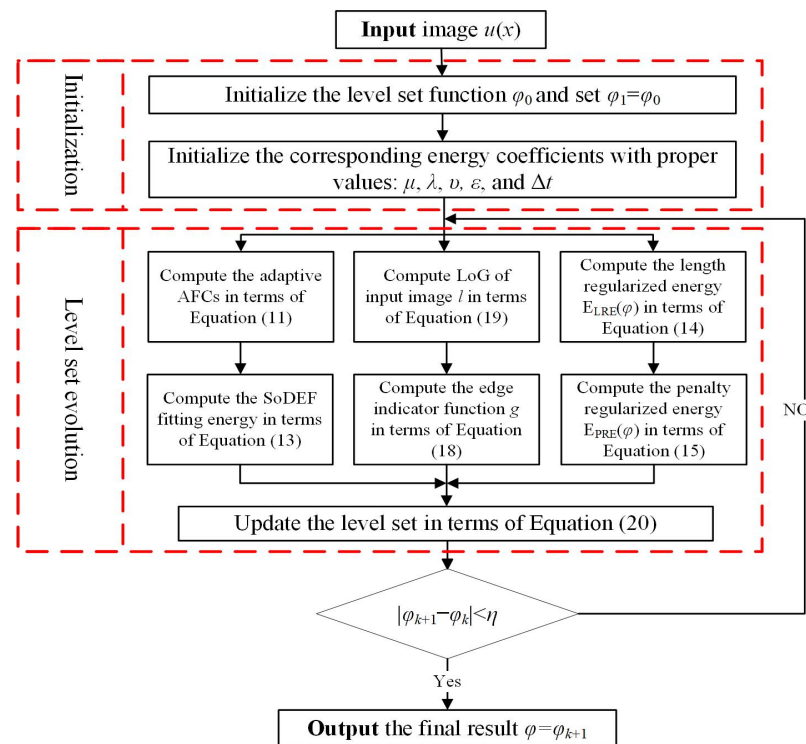 Input image u(x)
Initialization
Initialize the level set function φ0 and set φ1=φ0
Initialize the corresponding energy coefficients with proper
values: μ, λ, υ, ε, and Δt
Level set evolution
Compute the adaptive
AFCs in terms of
Equation (11)
Compute LoG of
input image l in terms
of Equation (19)
Compute the length
regularized energy
ELRE(φ) in terms of
Equation (14)
Compute the SoDEF
fitting energy in terms
of Equation (13)
Compute the edge
indicator function g
in terms of Equation
(18)
Compute the penalty
regularized energy
EPRE(φ) in terms of
Equation (15)
NO
Update the level set in terms of Equation (20)
|φk+1−φk|<η
Yes
Output the final result φ=φk+1